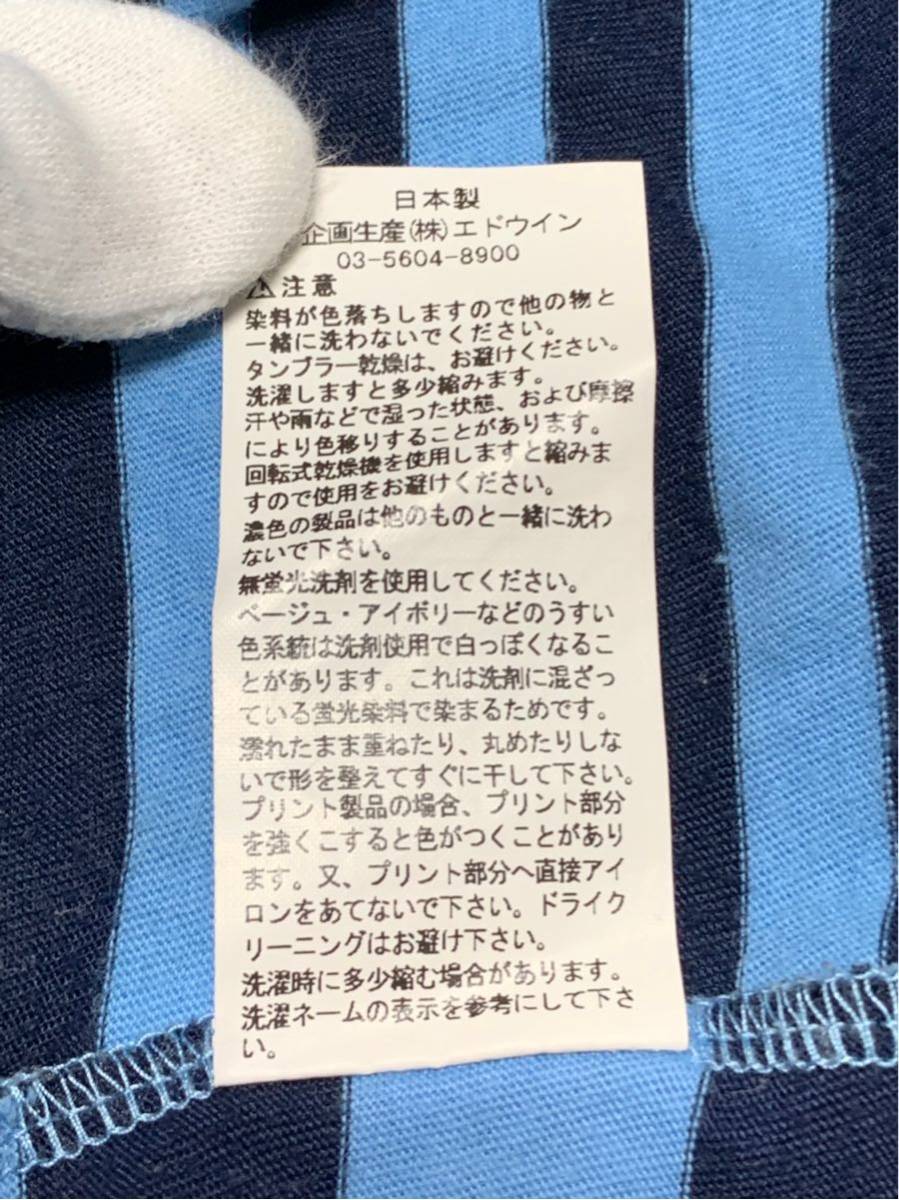 日本製
企画生産(株)エドウイン
03-5604-8900
⚠注意
染料が色落ちしますので他の物と
一緒に洗わないでください。
タンブラー乾燥は、お避けください。
洗濯しますと多少縮みます。
汗や雨などで湿った状態、および摩擦
により色移りすることがあります。
回転式乾燥機を使用しますと縮みま
すので使用をお避けください。
濃色の製品は他のものと一緒に洗わ
ないで下さい。
無蛍光洗剤を使用してください。
ベージュ・アイボリーなどのうすい
色系統は洗剤使用で白っぽくなるこ
とがあります。これは洗剤に混ざっ
ている蛍光染料で染まるためです。
濡れたまま重ねたり、丸めたりしな
いで形を整えてすぐに干して下さい。
プリント製品の場合、プリント部分
を強くこすると色がつくことがあり
ます。又、プリント部分へ直接アイ
ロンをあてないで下さい。ドライク
リーニングはお避け下さい。
洗濯時に多少縮む場合があります。
洗濯ネームの表示を参考にして下さ
い。